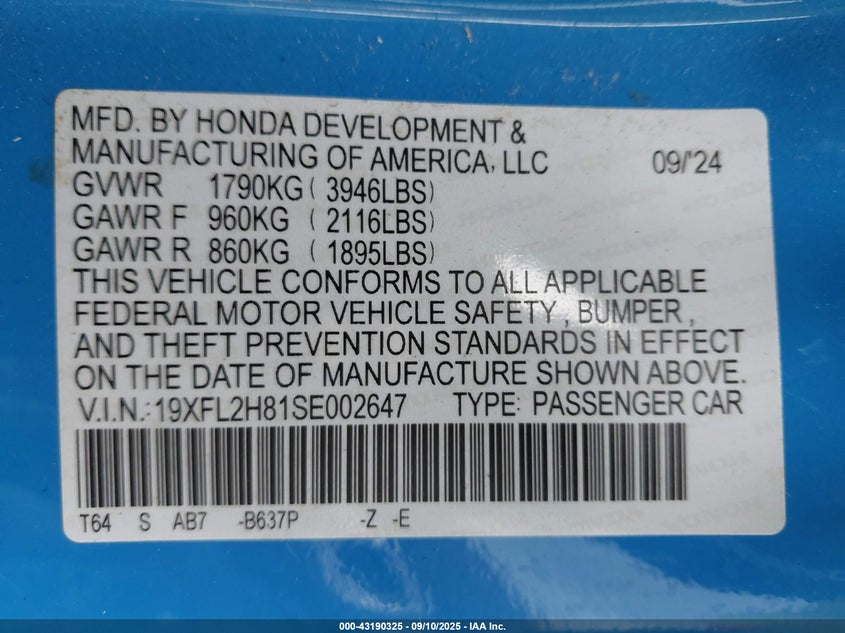 MFD. BY HONDA DEVELOPMENT &
MANUFACTURING OF AMERICA, LLC 09/'24
GVWR 1790KG ( 3946LBS)
GAWR F 960KG ( 2116LBS)
GAWR R 860KG ( 1895LBS)
THIS VEHICLE CONFORMS TO ALL APPLICABLE
FEDERAL MOTOR VEHICLE SAFETY , BUMPER ,
AND THEFT PREVENTION STANDARDS IN EFFECT
ON THE DATE OF MANUFACTURE SHOWN ABOVE.
V.I.N.: 19XFL2H81SE002647 TYPE: PASSENGER CAR
T64 S AB7 -B637P -Z -E
000-43190325 - 09/10/2025 - IAA Inc.